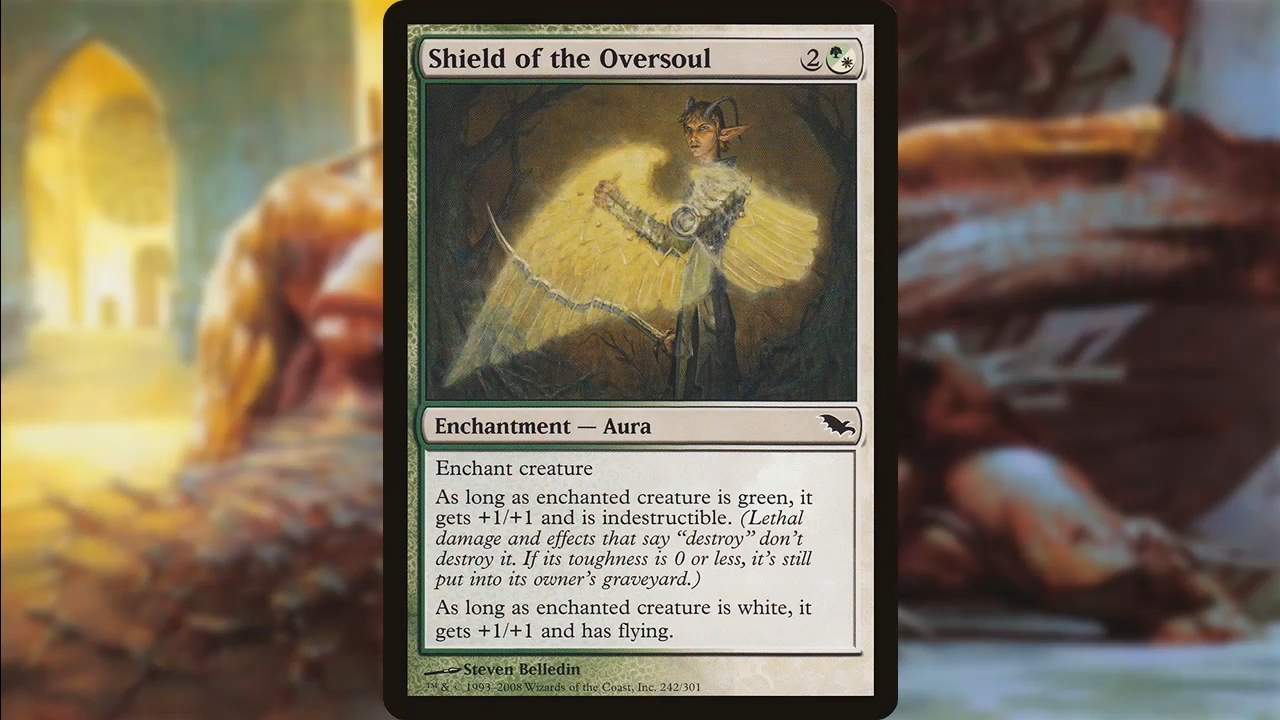 Shield of the Oversoul 2
Enchantment — Aura
Enchant creature
As long as enchanted creature is green, it
gets +1/+1 and is indestructible. (Lethal
damage and effects that say “destroy” don’t
destroy it. If its toughness is 0 or less, it’s still
put into its owner’s graveyard.)
As long as enchanted creature is white, it
gets +1/+1 and has flying.
Steven Belledin
™ & © 1993–2008 Wizards of the Coast, Inc. 242/301